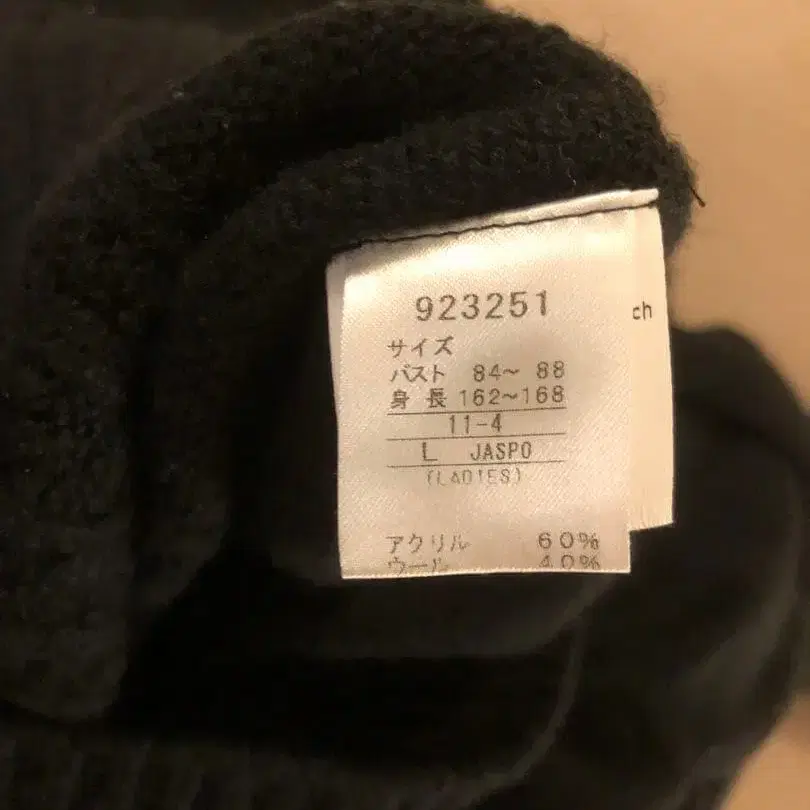 923251
ch
サイズ
バスト 84～ 88
身 長 162～168
11-4
L JASPO
(LADIES)
アクリル 60%
ウール 40%